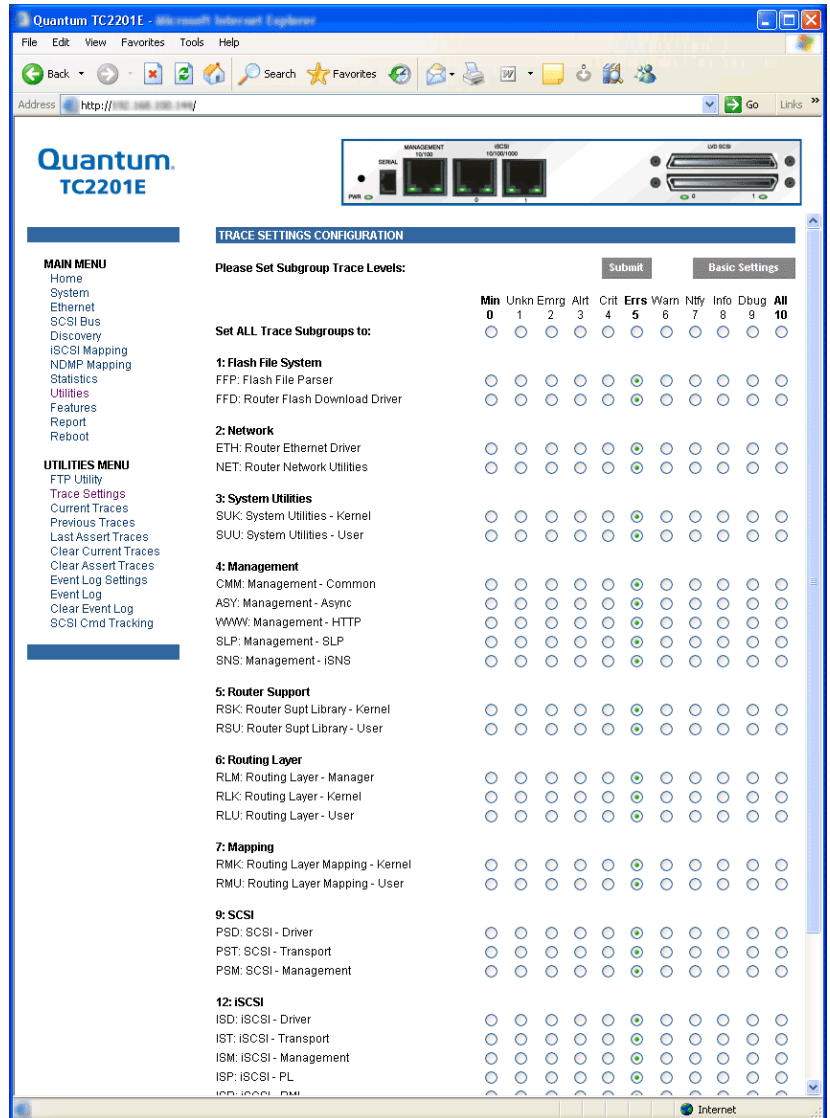 Quantum TC2201E -
File Edit View Favorites Tools Help
Back Search Favorites
Address http:// / Go Links »
Quantum.
TC2201E
MANAGEMENT
10/100
iSCSI
10/100/1000
LVD SCSI
SERIAL
PWR 0 1 0 1
TRACE SETTINGS CONFIGURATION
MAIN MENU
Home
System
Ethernet
SCSI Bus
Discovery
iSCSI Mapping
NDMP Mapping
Statistics
Utilities
Features
Report
Reboot
UTILITIES MENU
FTP Utility
Trace Settings
Current Traces
Previous Traces
Last Assert Traces
Clear Current Traces
Clear Assert Traces
Event Log Settings
Event Log
Clear Event Log
SCSI Cmd Tracking
Please Set Subgroup Trace Levels: Submit Basic Settings
Min Unkn Emrg Alrt Crit Errs Warn Ntfy Info Dbug All
0 1 2 3 4 5 6 7 8 9 10
Set ALL Trace Subgroups to:
1: Flash File System
FFP: Flash File Parser
FFD: Router Flash Download Driver
2: Network
ETH: Router Ethernet Driver
NET: Router Network Utilities
3: System Utilities
SUK: System Utilities - Kernel
SUU: System Utilities - User
4: Management
CMM: Management - Common
ASY: Management - Async
WWW: Management - HTTP
SLP: Management - SLP
SNS: Management - iSNS
5: Router Support
RSK: Router Supt Library - Kernel
RSU: Router Supt Library - User
6: Routing Layer
RLM: Routing Layer - Manager
RLK: Routing Layer - Kernel
RLU: Routing Layer - User
7: Mapping
RMK: Routing Layer Mapping - Kernel
RMU: Routing Layer Mapping - User
9: SCSI
PSD: SCSI - Driver
PST: SCSI - Transport
PSM: SCSI - Management
12: iSCSI
ISD: iSCSI - Driver
IST: iSCSI - Transport
ISM: iSCSI - Management
ISP: iSCSI - PL
Internet